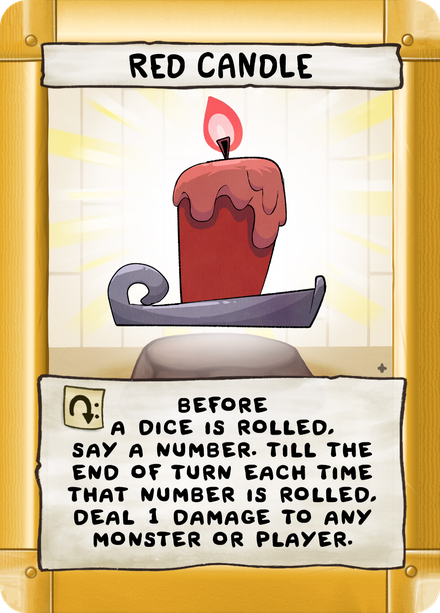 RED CANDLE
BEFORE
A DICE IS ROLLED,
SAY A NUMBER. TILL THE
END OF TURN EACH TIME
THAT NUMBER IS ROLLED,
DEAL 1 DAMAGE TO ANY
MONSTER OR PLAYER.